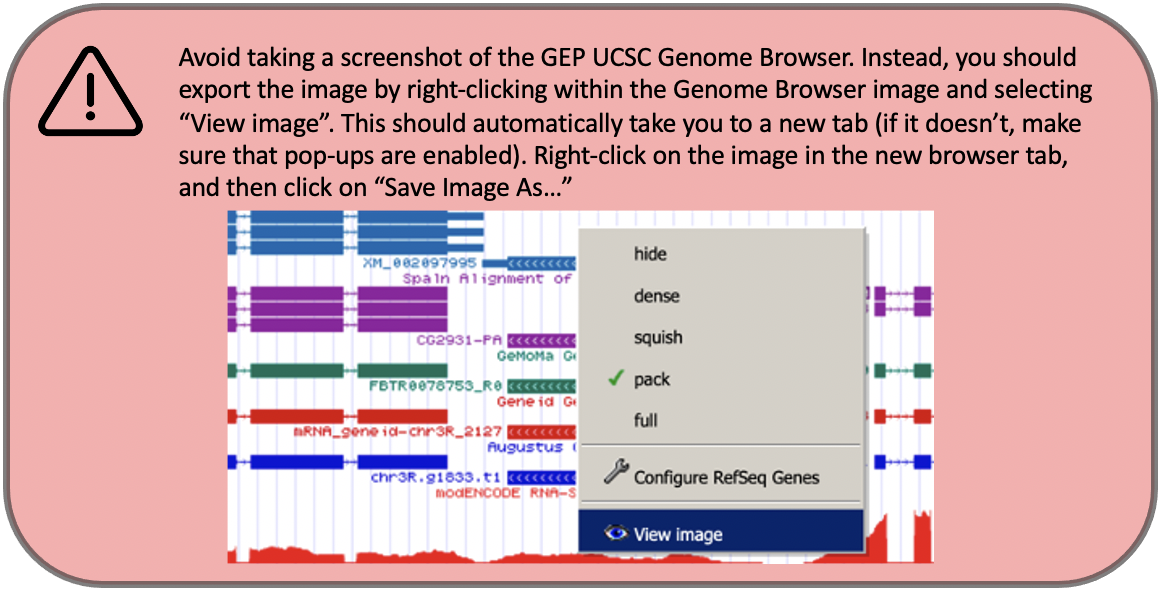 Avoid taking a screenshot of the GEP UCSC Genome Browser. Instead, you should
export the image by right-clicking within the Genome Browser image and selecting
“View image”. This should automatically take you to a new tab (if it doesn’t, make
sure that pop-ups are enabled). Right-click on the image in the new browser tab,
and then click on “Save Image As…”
XM_002097995
Spaln Alignment of
CG2931-PA
GeMoMa Ge
FBTR0078753_R0
Geneid Ge
mRNA_geneid-chr3R_2127
Augustus
chr3R.g1833.t1
modENCODE RNA-S
hide
dense
squish
pack
full
Configure RefSeq Genes
View image